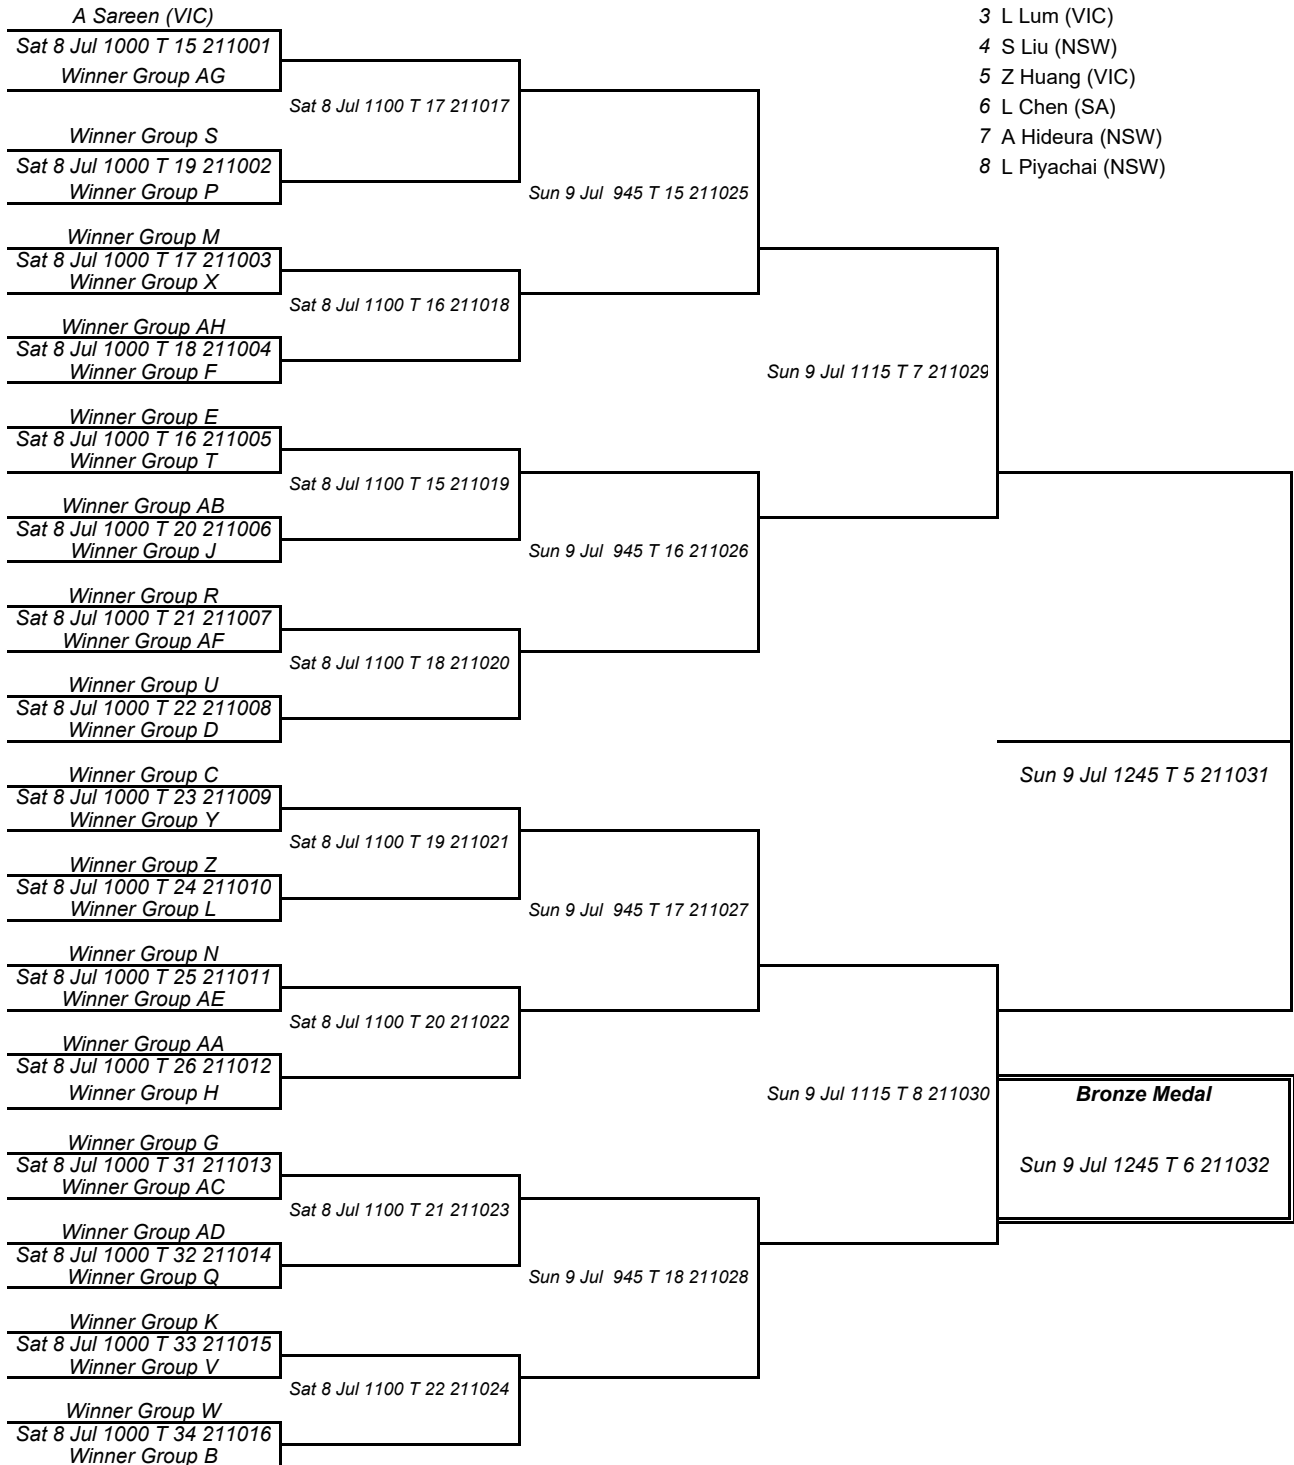 A Sareen (VIC)
Sat 8 Jul 1000 T 15 211001
Winner Group AG
Sat 8 Jul 1100 T 17 211017
Winner Group S
Sat 8 Jul 1000 T 19 211002
Winner Group P
Sun 9 Jul 945 T 15 211025
Winner Group M
Sat 8 Jul 1000 T 17 211003
Winner Group X
Sat 8 Jul 1100 T 16 211018
Winner Group AH
Sat 8 Jul 1000 T 18 211004
Winner Group F
Sun 9 Jul 1115 T 7 211029
Winner Group E
Sat 8 Jul 1000 T 16 211005
Winner Group T
Sat 8 Jul 1100 T 15 211019
Winner Group AB
Sat 8 Jul 1000 T 20 211006
Winner Group J
Sun 9 Jul 945 T 16 211026
Winner Group R
Sat 8 Jul 1000 T 21 211007
Winner Group AF
Sat 8 Jul 1100 T 18 211020
Winner Group U
Sat 8 Jul 1000 T 22 211008
Winner Group D
Winner Group C
Sun 9 Jul 1245 T 5 211031
Sat 8 Jul 1000 T 23 211009
Winner Group Y
Sat 8 Jul 1100 T 19 211021
Winner Group Z
Sat 8 Jul 1000 T 24 211010
Winner Group L
Sun 9 Jul 945 T 17 211027
Winner Group N
Sat 8 Jul 1000 T 25 211011
Winner Group AE
Sat 8 Jul 1100 T 20 211022
Winner Group AA
Sat 8 Jul 1000 T 26 211012
Winner Group H
Sun 9 Jul 1115 T 8 211030
Bronze Medal
Sun 9 Jul 1245 T 6 211032
Winner Group G
Sat 8 Jul 1000 T 31 211013
Winner Group AC
Sat 8 Jul 1100 T 21 211023
Winner Group AD
Sat 8 Jul 1000 T 32 211014
Winner Group Q
Sun 9 Jul 945 T 18 211028
Winner Group K
Sat 8 Jul 1000 T 33 211015
Winner Group V
Sat 8 Jul 1100 T 22 211024
Winner Group W
Sat 8 Jul 1000 T 34 211016
Winner Group B
3 L Lum (VIC)
4 S Liu (NSW)
5 Z Huang (VIC)
6 L Chen (SA)
7 A Hideura (NSW)
8 L Piyachai (NSW)